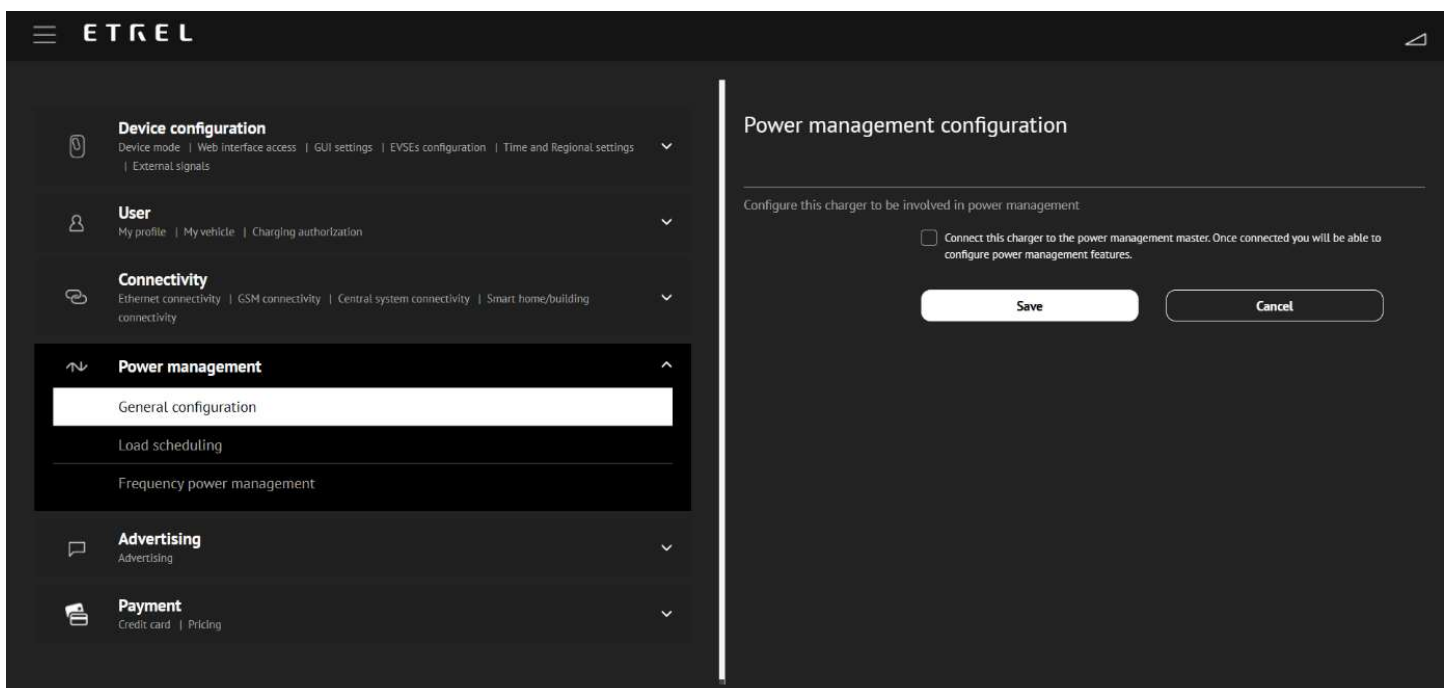 ETREL
Device configuration
Device mode | Web interface access | GUI settings | EVSEs configuration | Time and Regional settings
| External signals
User
My profile | My vehicle | Charging authorization
Connectivity
Ethernet connectivity | GSM connectivity | Central system connectivity | Smart home/building
connectivity
Power management
General configuration
Load scheduling
Frequency power management
Advertising
Advertising
Payment
Credit card | Pricing
Power management configuration
Configure this charger to be involved in power management
Connect this charger to the power management master. Once connected you will be able to
configure power management features.
Save
Cancel